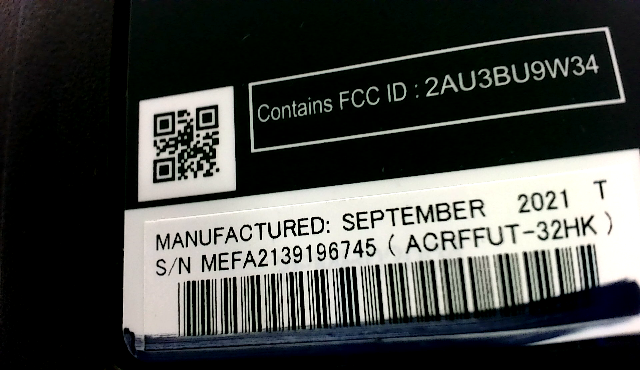 Contains FCC ID : 2AU3BU9W34
MANUFACTURED: SEPTEMBER 2021 T
S/N MEFA2139196745 ( ACRFFUT-32HK )